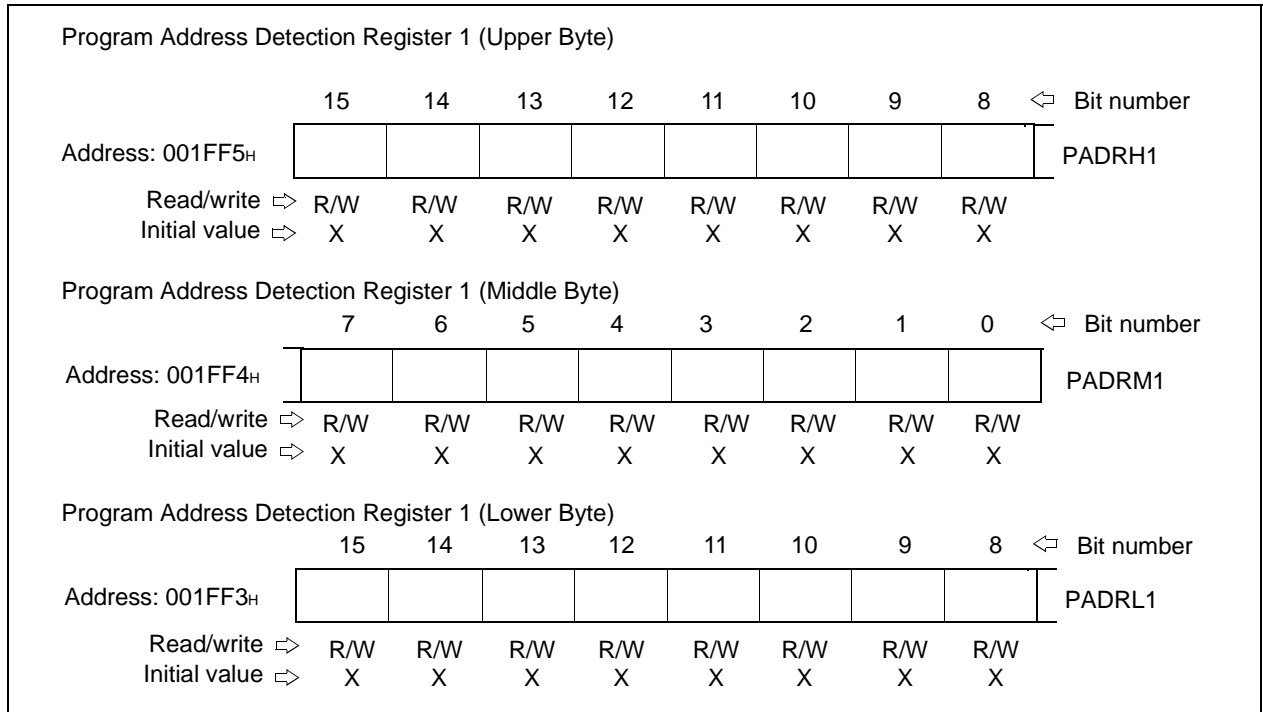 Program Address Detection Register 1 (Upper Byte)
15 14 13 12 11 10 9 8 ⇦ Bit number
Address: 001FF5H PADRH1
Read/write ⇨ R/W R/W R/W R/W R/W R/W R/W R/W
Initial value ⇨ X X X X X X X X
Program Address Detection Register 1 (Middle Byte)
7 6 5 4 3 2 1 0 ⇦ Bit number
Address: 001FF4H PADRM1
Read/write ⇨ R/W R/W R/W R/W R/W R/W R/W R/W
Initial value ⇨ X X X X X X X X
Program Address Detection Register 1 (Lower Byte)
15 14 13 12 11 10 9 8 ⇦ Bit number
Address: 001FF3H PADRL1
Read/write ⇨ R/W R/W R/W R/W R/W R/W R/W R/W
Initial value ⇨ X X X X X X X X